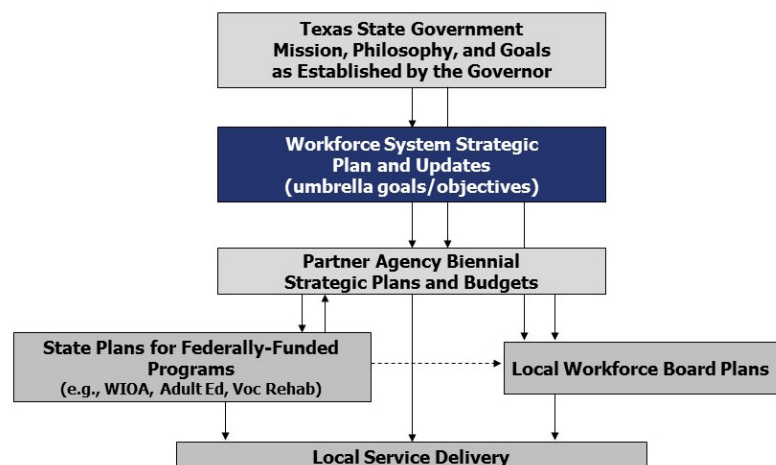 Texas State Government
Mission, Philosophy, and Goals
as Established by the Governor
Workforce System Strategic
Plan and Updates
(umbrella goals/objectives)
Partner Agency Biennial
Strategic Plans and Budgets
State Plans for Federally-Funded
Programs
(e.g., WIOA, Adult Ed, Voc Rehab)
Local Workforce Board Plans
Local Service Delivery